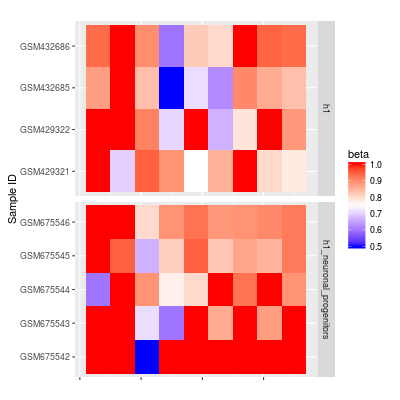 Sample ID
GSM432686
GSM432685
GSM429322
GSM429321
h1
GSM675546
GSM675545
GSM675544
GSM675543
GSM675542
h1_neuronal_progenitors
beta
1.0
0.9
0.8
0.7
0.6
0.5